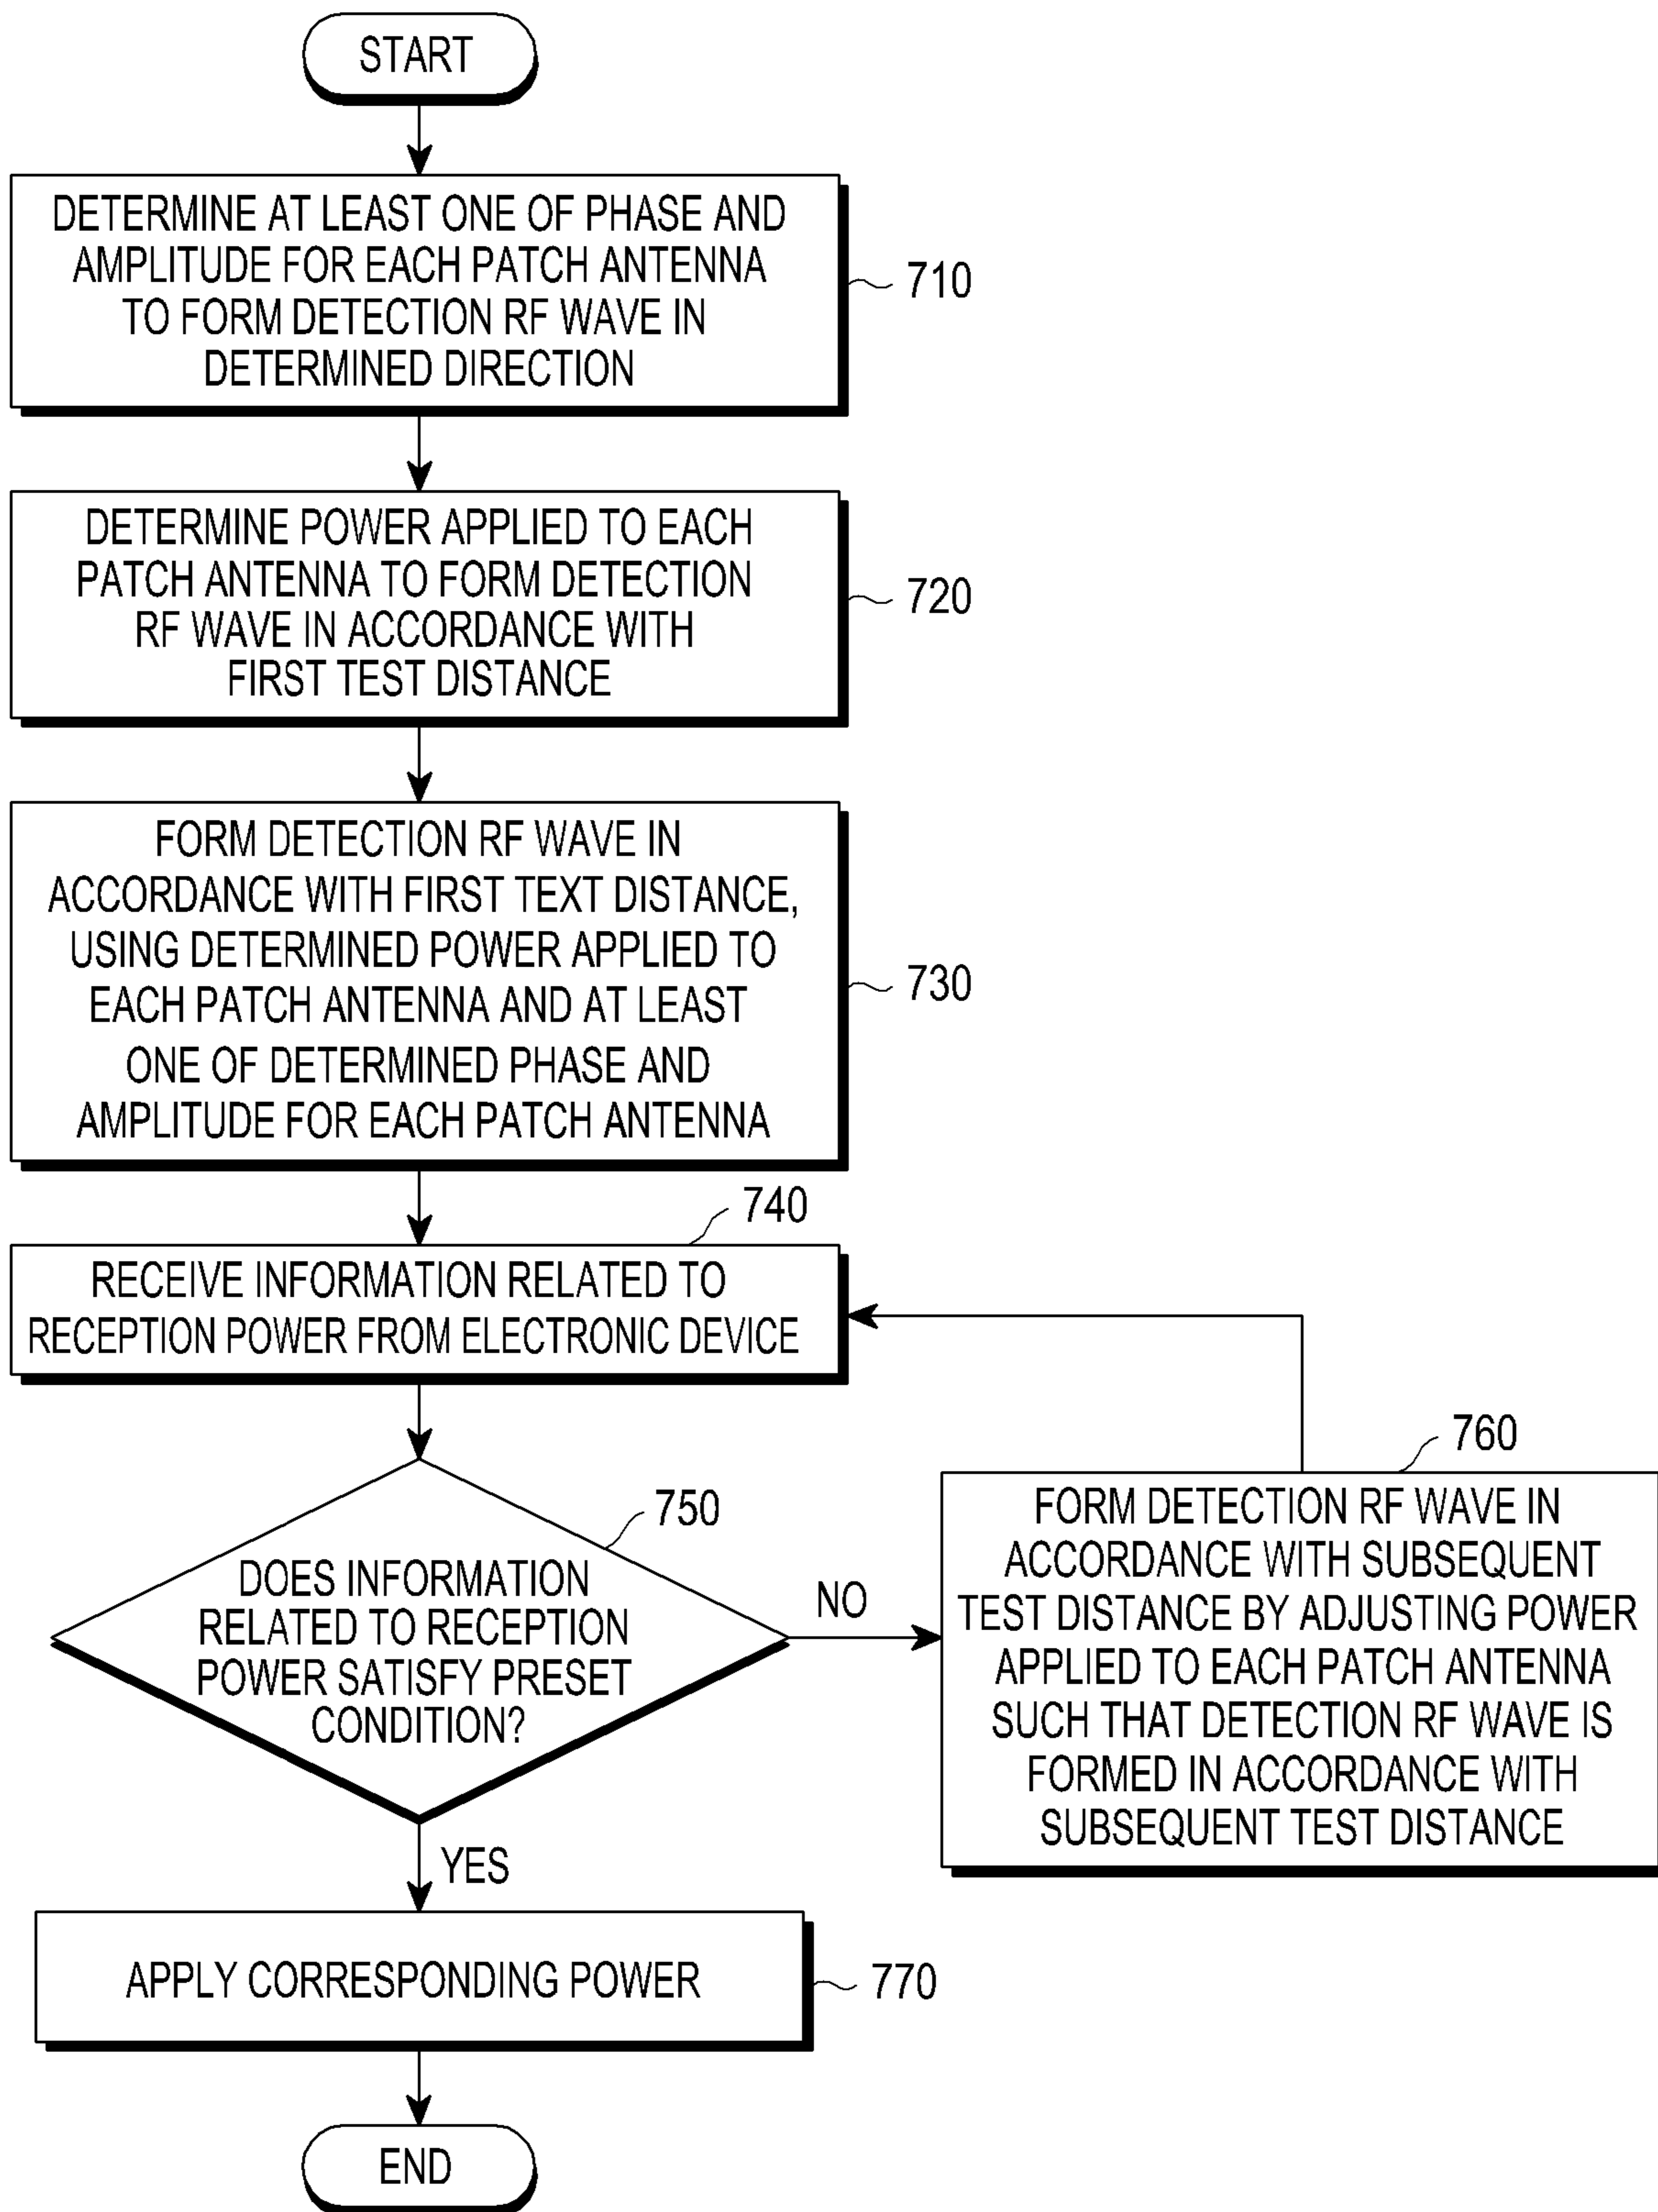 START
DETERMINE AT LEAST ONE OF PHASE AND
AMPLITUDE FOR EACH PATCH ANTENNA
TO FORM DETECTION RF WAVE IN
DETERMINED DIRECTION
710
DETERMINE POWER APPLIED TO EACH
PATCH ANTENNA TO FORM DETECTION
RF WAVE IN ACCORDANCE WITH
FIRST TEST DISTANCE
720
FORM DETECTION RF WAVE IN
ACCORDANCE WITH FIRST TEXT DISTANCE,
USING DETERMINED POWER APPLIED TO
EACH PATCH ANTENNA AND AT LEAST
ONE OF DETERMINED PHASE AND
AMPLITUDE FOR EACH PATCH ANTENNA
730
740
RECEIVE INFORMATION RELATED TO
RECEPTION POWER FROM ELECTRONIC DEVICE
750
DOES INFORMATION
RELATED TO RECEPTION
POWER SATISFY PRESET
CONDITION?
NO
760
FORM DETECTION RF WAVE IN
ACCORDANCE WITH SUBSEQUENT
TEST DISTANCE BY ADJUSTING POWER
APPLIED TO EACH PATCH ANTENNA
SUCH THAT DETECTION RF WAVE IS
FORMED IN ACCORDANCE WITH
SUBSEQUENT TEST DISTANCE
YES
APPLY CORRESPONDING POWER
770
END